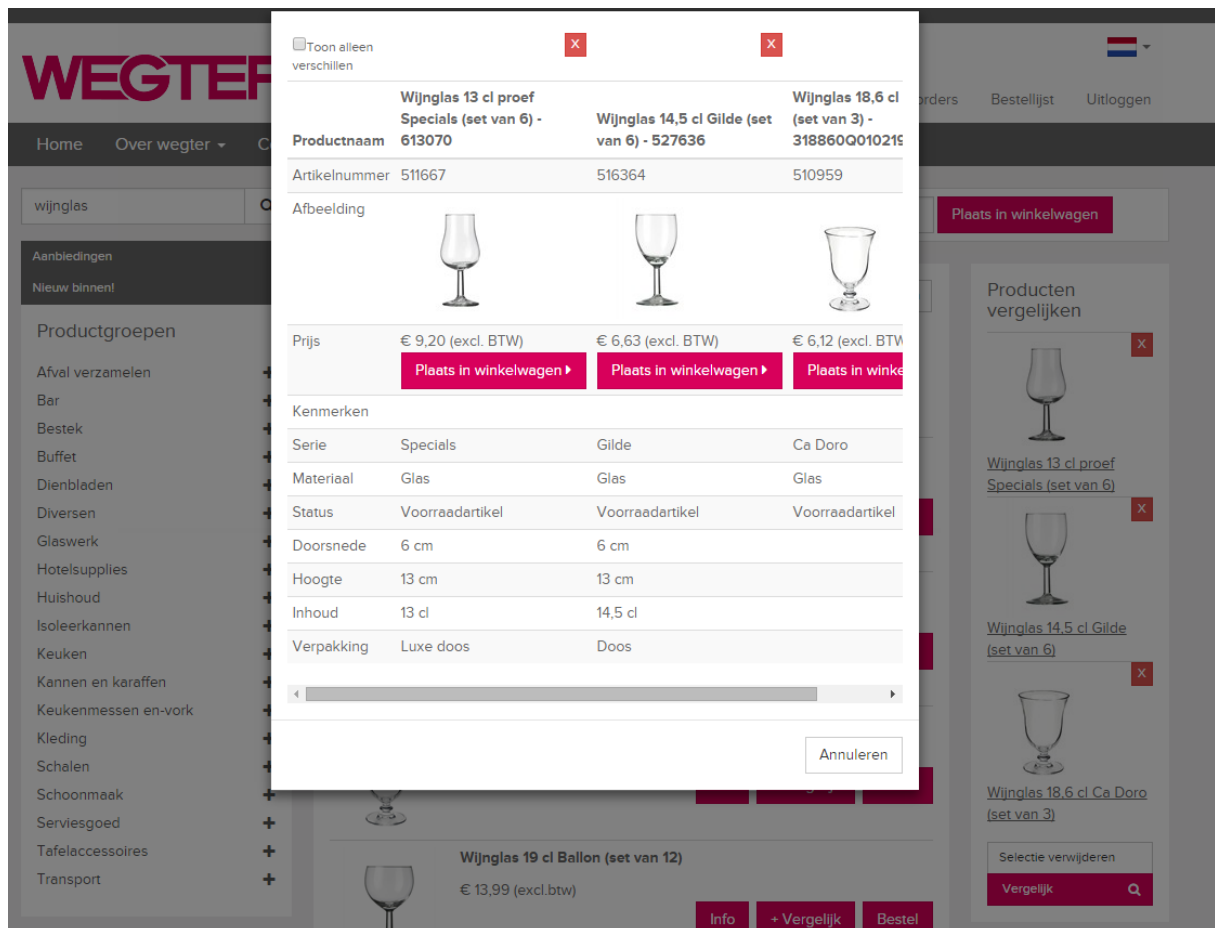 WEGTER
orders
Bestellijst
Uitloggen
Home
Over wegter
wijnglas
Plaats in winkelwagen
Aanbiedingen
Nieuw binnen!
Productgroepen
Afval verzamelen
Bar
Bestek
Buffet
Dienbladen
Diversen
Glaswerk
Hotelsupplies
Huishoud
Isoleerkannen
Keuken
Kannen en karaffen
Keukenmessen en-vork
Kleding
Schalen
Schoonmaak
Serviesgoed
Tafelaccessoires
Transport
Toon alleen
verschillen
X
X
Productnaam
Wijnglas 13 cl proef
Specials (set van 6) -
613070
Wijnglas 14,5 cl Gilde (set
van 6) - 527636
Wijnglas 18,6 cl
(set van 3) -
318860Q010219
Artikelnummer 511667 516364 510959
Afbeelding
Prijs € 9,20 (excl. BTW) € 6,63 (excl. BTW) € 6,12 (excl. BTW
Plaats in winkelwagen Plaats in winkelwagen Plaats in winke
Kenmerken
Serie Specials Gilde Ca Doro
Materiaal Glas Glas Glas
Status Voorraadartikel Voorraadartikel Voorraadartikel
Doorsnede 6 cm 6 cm
Hoogte 13 cm 13 cm
Inhoud 13 cl 14,5 cl
Verpakking Luxe doos Doos
Annuleren
Wijnglas 19 cl Ballon (set van 12)
€ 13,99 (excl.btw)
Info
+ Vergelijk
Bestel
Producten
vergelijken
X
Wijnglas 13 cl proef
Specials (set van 6)
X
Wijnglas 14,5 cl Gilde
(set van 6)
X
Wijnglas 18,6 cl Ca Doro
(set van 3)
Selectie verwijderen
Vergelijk